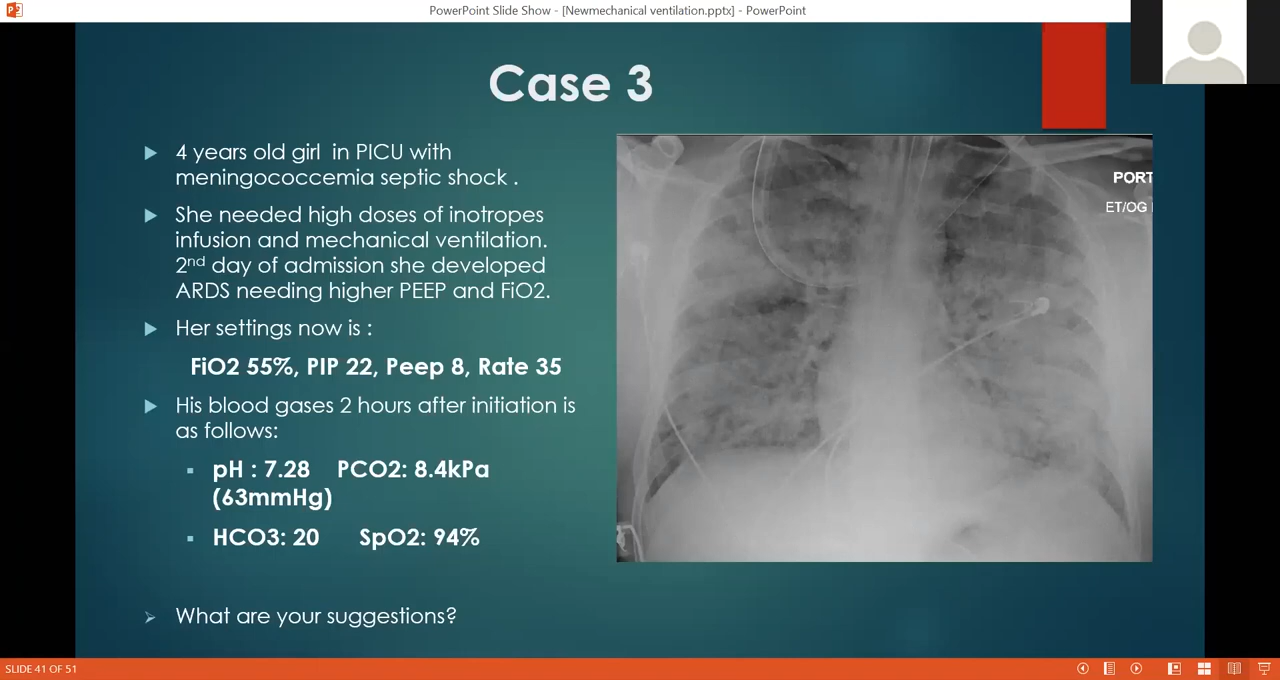 PowerPoint Slide Show - [Newmechanical ventilation.pptx] - PowerPoint
Case 3
4 years old girl in PICU with
meningococcemia septic shock .
She needed high doses of inotropes
infusion and mechanical ventilation.
2nd day of admission she developed
ARDS needing higher PEEP and FiO2.
Her settings now is :
FiO2 55%, PIP 22, Peep 8, Rate 35
His blood gases 2 hours after initiation is
as follows:
pH : 7.28 PCO2: 8.4kPa
(63mmHg)
HCO3: 20 SpO2: 94%
What are your suggestions?
PORT
ET/OG
SLIDE 41 OF 51